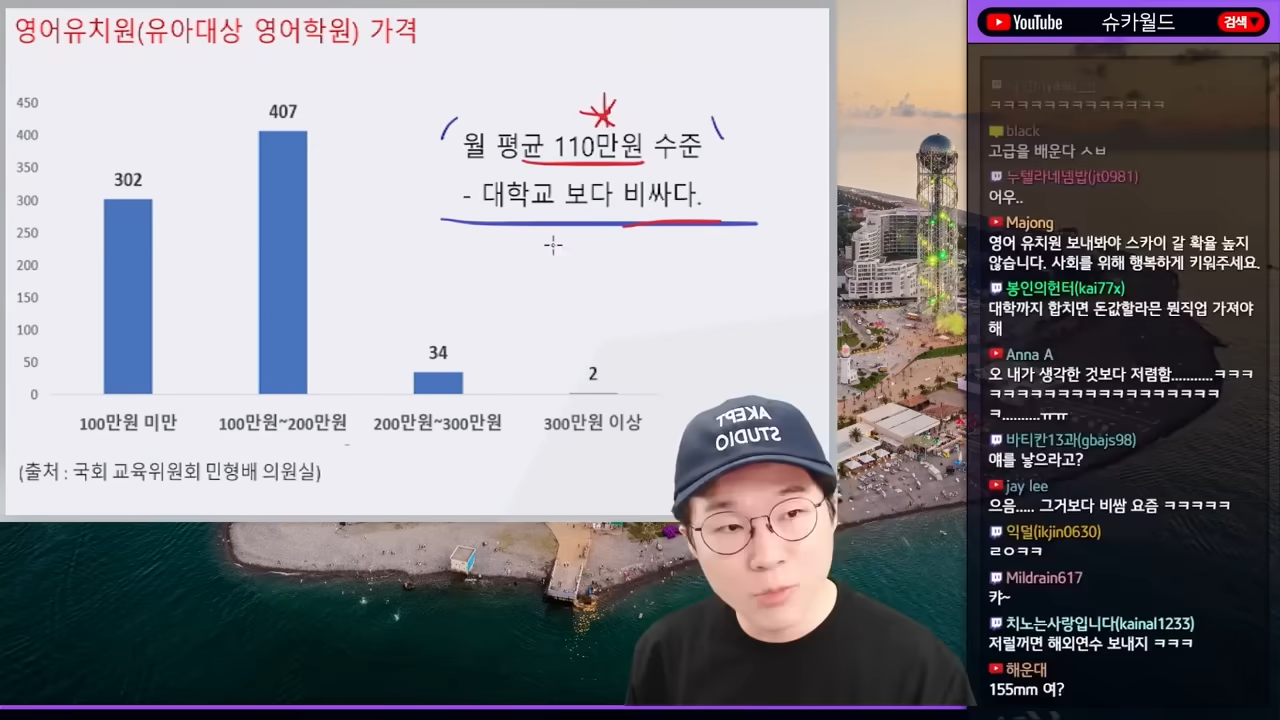 영어유치원(유아대상 영어학원) 가격
450
400
350
300
250
200
150
100
50
0
302
407
34
2
100만원 미만
100만원~200만원
200만원~300만원
300만원 이상
월 평균 110만원 수준
- 대학교 보다 비싸다.
(출처 : 국회 교육위원회 민형배 의원실)
AKEPT
STUDIO
YouTube 슈카월드 검색
ㅋㅋㅋㅋㅋㅋㅋㅋㅋㅋㅋㅋㅋ
black
고급을 배운다 ㅅㅂ
누텔라네넴밥(jt0981)
어우..
Majong
영어 유치원 보내봐야 스카이 갈 확율 높지
않습니다. 사회를 위해 행복하게 키워주세요.
봉인의헌터(kai77x)
대학까지 합치면 돈값할라믄 뭔직업 가져야
해
Anna A
오 내가 생각한 것보다 저렴함...........ㅋㅋㅋ
ㅋㅋㅋㅋㅋㅋㅋㅋㅋㅋㅋㅋㅋㅋㅋㅋㅋ
ㅋ..........ㅠㅠ
바티칸13과(gbajs98)
얘를 낳으라고?
jay lee
으음..... 그거보다 비쌈 요즘 ㅋㅋㅋㅋㅋ
익덜(ikjin0630)
ㄹㅇㅋㅋ
Mildrain617
캬~
치노는사랑입니다(kainal1233)
저럴꺼면 해외연수 보내지 ㅋㅋㅋ
해운대
155mm 여?